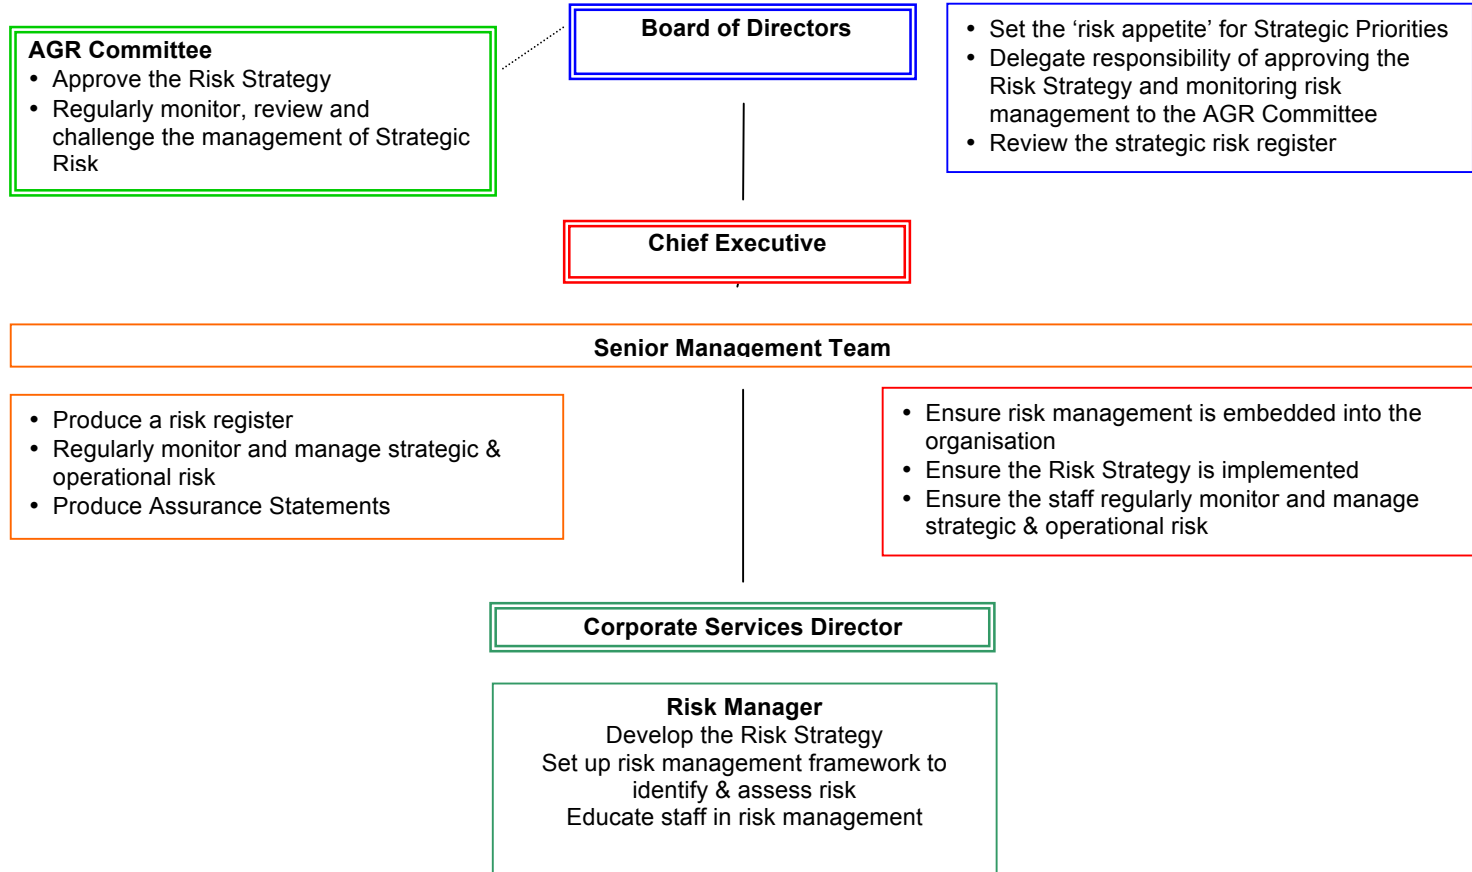 AGR Committee
• Approve the Risk Strategy
• Regularly monitor, review and
challenge the management of Strategic
Risk
Board of Directors
• Set the ‘risk appetite’ for Strategic Priorities
• Delegate responsibility of approving the
Risk Strategy and monitoring risk
management to the AGR Committee
• Review the strategic risk register
Chief Executive
Senior Management Team
• Produce a risk register
• Regularly monitor and manage strategic &
operational risk
• Produce Assurance Statements
• Ensure risk management is embedded into the
organisation
• Ensure the Risk Strategy is implemented
• Ensure the staff regularly monitor and manage
strategic & operational risk
Corporate Services Director
Risk Manager
Develop the Risk Strategy
Set up risk management framework to
identify & assess risk
Educate staff in risk management